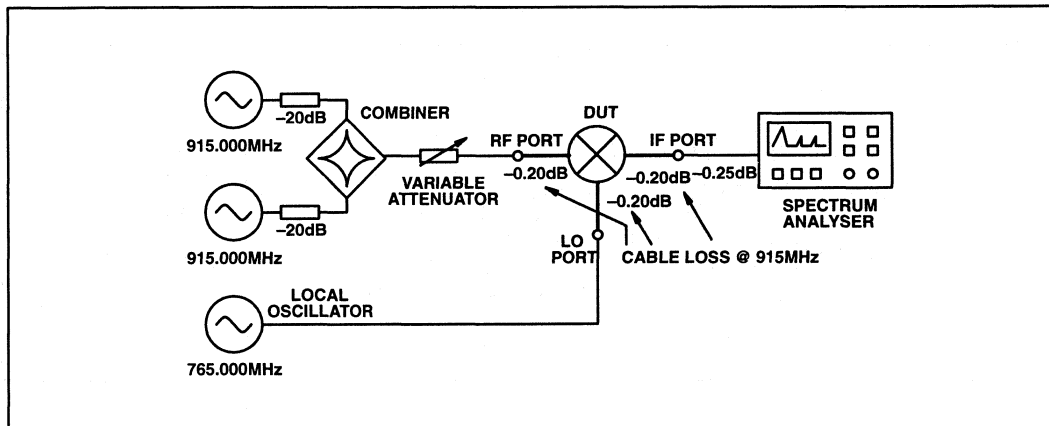 –20dB
COMBINER
915.000MHz
DUT
RF PORT
IF PORT
–0.20dB
–0.20dB
–0.25dB
–0.20dB
VARIABLE
ATTENUATOR
SPECTRUM
ANALYSER
–20dB
915.000MHz
LO
PORT
CABLE LOSS @ 915MHz
LOCAL
OSCILLATOR
765.000MHz